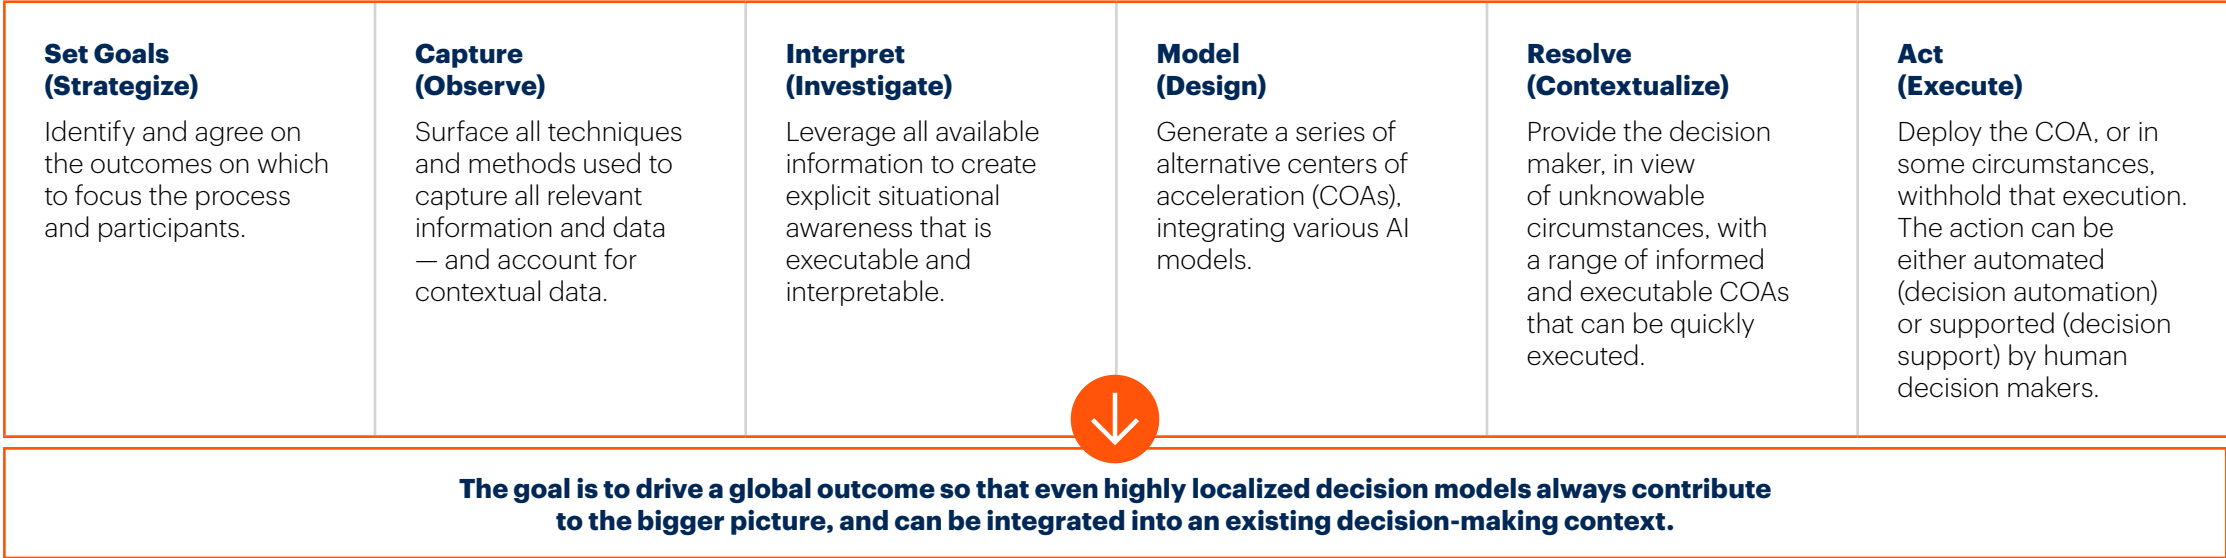 Set Goals
(Strategize)
Identify and agree on
the outcomes on which
to focus the process
and participants.
Capture
(Observe)
Surface all techniques
and methods used to
capture all relevant
information and data
— and account for
contextual data.
Interpret
(Investigate)
Leverage all available
information to create
explicit situational
awareness that is
executable and
interpretable.
Model
(Design)
Generate a series of
alternative centers of
acceleration (COAs),
integrating various AI
models.
Resolve
(Contextualize)
Provide the decision
maker, in view
of unknowable
circumstances, with
a range of informed
and executable COAs
that can be quickly
executed.
Act
(Execute)
Deploy the COA, or in
some circumstances,
withhold that execution.
The action can be
either automated
(decision automation)
or supported (decision
support) by human
decision makers.
The goal is to drive a global outcome so that even highly localized decision models always contribute
to the bigger picture, and can be integrated into an existing decision-making context.